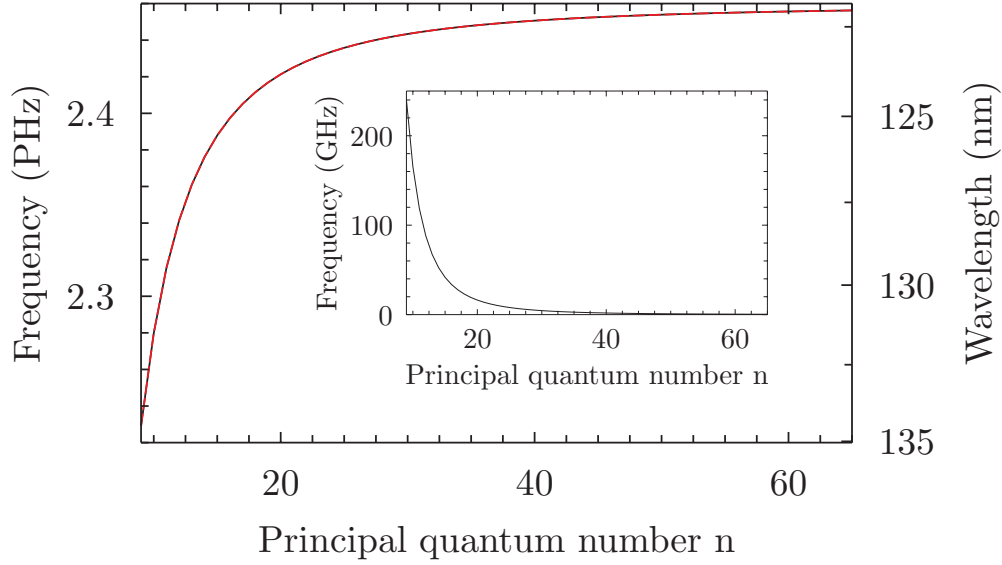 Frequency (PHz)
2.4
2.3
20
40
60
Principal quantum number n
Wavelength (nm)
125
130
135
Frequency (GHz)
200
100
0
20
40
60
Principal quantum number n